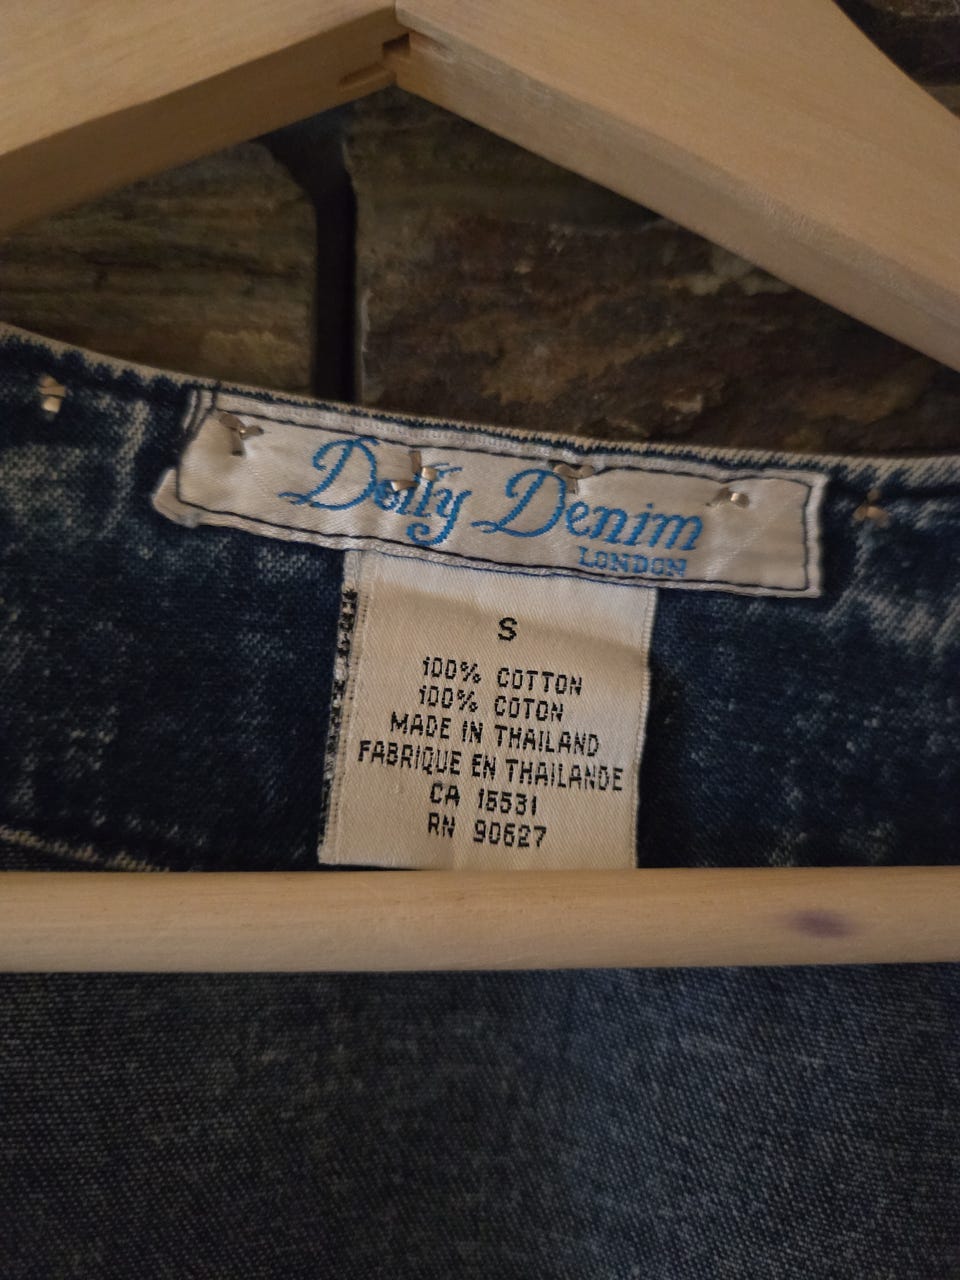 Dolly Denim
LONDON
S
100% COTTON
100% COTON
MADE IN THAILAND
FABRIQUE EN THAILANDE
CA 15531
RN 90627